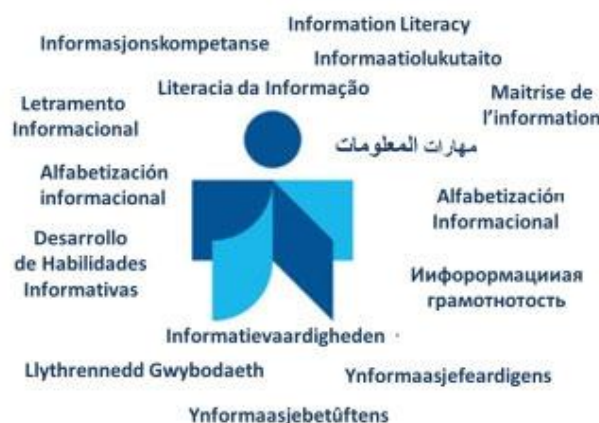 Information Literacy
Informasjonskompetanse
Informaatiolukutaito
Literacia da Informação
Maitrise de
l'information
Letramento
Informacional
مهارات المعلومات
Alfabetización
informacional
Alfabetización
Informacional
Desarrollo
de Habilidades
Informativas
Инфорормациииая
грамотнотость
Informatievaardigheden
Llythrennedd Gwybodaeth
Ynformaasjefeardigens
Ynformaasjebetûftens